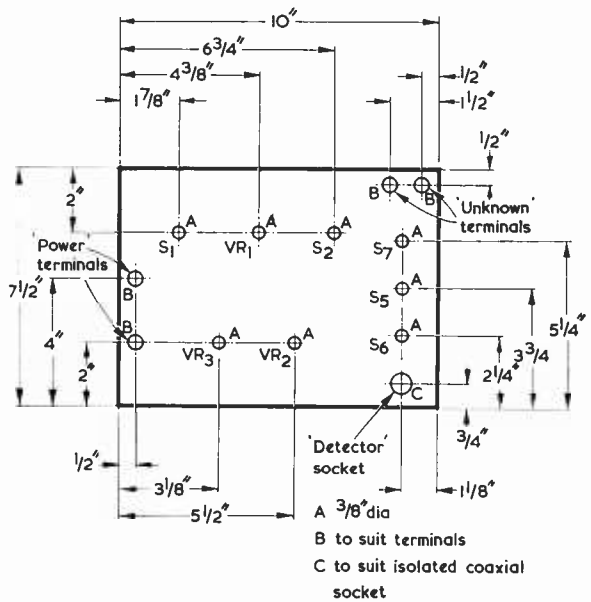 10"
6 3/4"
4 3/8"
1 7/8"
1/2"
1 1/2"
1/2"
2"
B
B
'Unknown'
terminals
A
A
A
S1
VR1
S2
A
S7
'Power'
terminals
B
A
S5
7 1/2"
4"
5 1/4"
B
A
A
A
S6
2"
VR3
VR2
2 1/4"
3 3/4
C
3/4"
'Detector'
socket
1/2"
3 1/8"
1 1/8"
5 1/2"
A 3/8" dia
B to suit terminals
C to suit isolated coaxial
socket